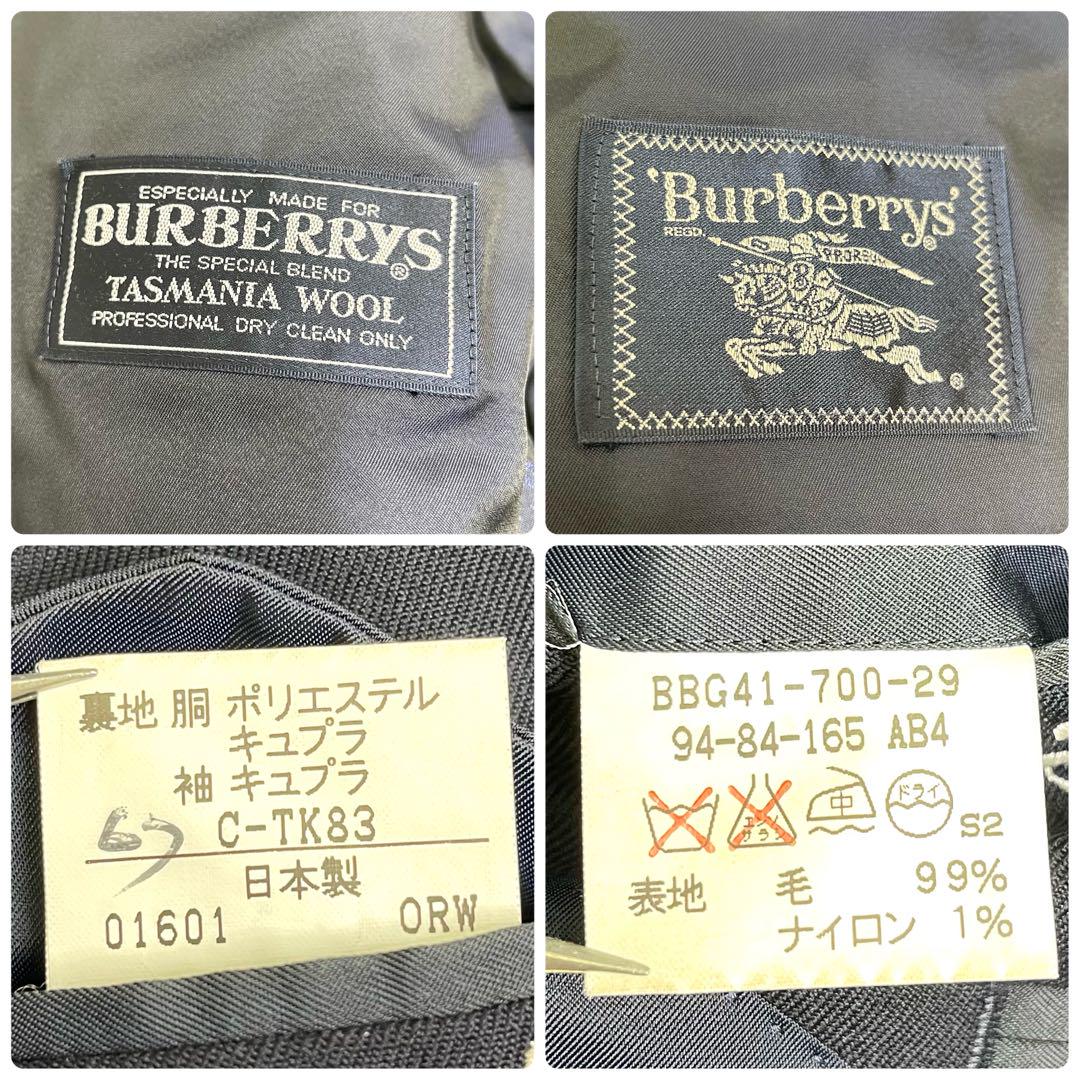 ESPECIALLY MADE FOR
BURBERRYS®
THE SPECIAL BLEND
TASMANIA WOOL
PROFESSIONAL DRY CLEAN ONLY
'Burberrys'®
REGD.
PRORSUM
®
裏地 胴 ポリエステル
キュプラ
袖 キュプラ
C-TK83
日本製
01601 ORW
BBG41-700-29
94-84-165 AB4
エンソ
サラシ
中
ドライ
S2
表地 毛 99%
ナイロン 1%